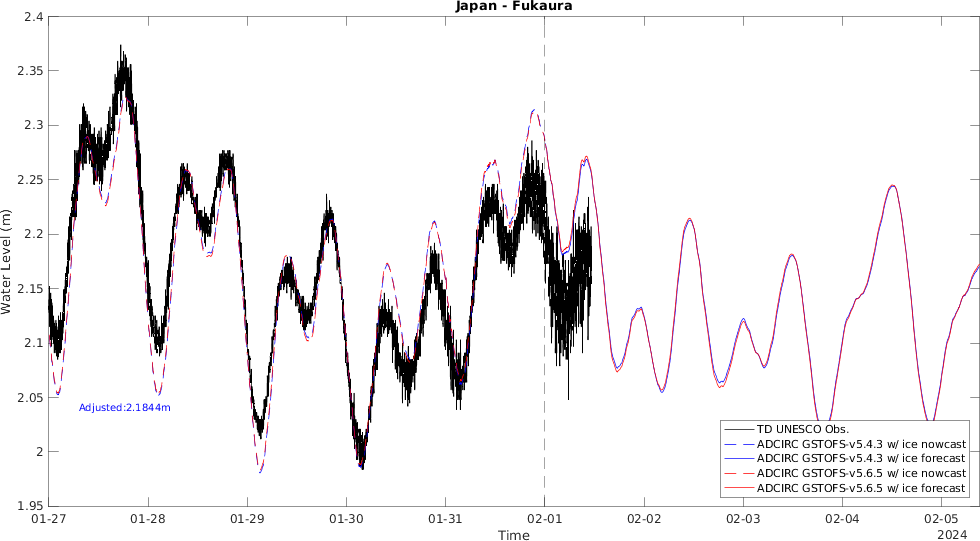 Japan - Fukaura
2.4
2.35
2.3
2.25
2.2
2.15
2.1
2.05
2
1.95
Water Level (m)
Adjusted:2.1844m
TD UNESCO Obs.
ADCIRC GSTOFS-v5.4.3 w/ ice nowcast
ADCIRC GSTOFS-v5.4.3 w/ ice forecast
ADCIRC GSTOFS-v5.6.5 w/ ice nowcast
ADCIRC GSTOFS-v5.6.5 w/ ice forecast
01-27 01-28 01-29 01-30 01-31 02-01 02-02 02-03 02-04 02-05
Time
2024